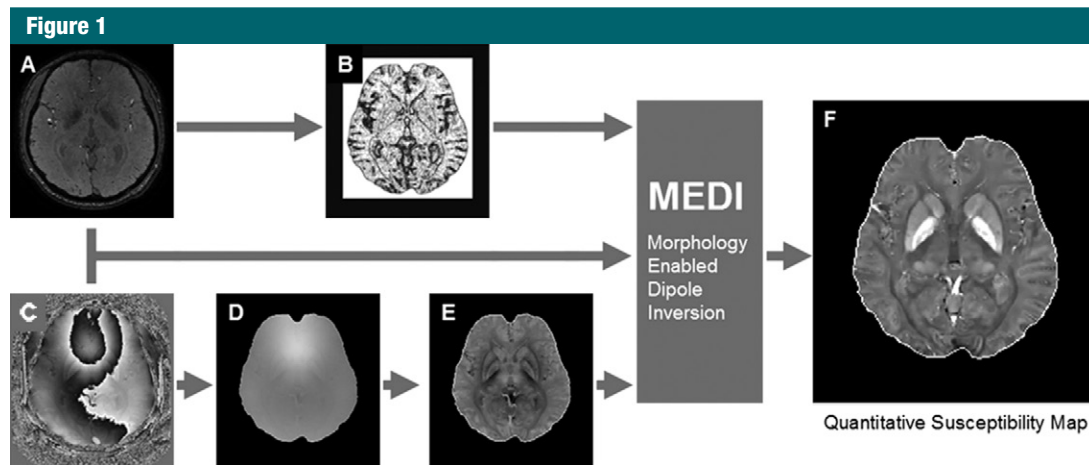 Figure 1
A
B
MEDI
Morphology
Enabled
Dipole
Inversion
F
C
D
E
Quantitative Susceptibility Map